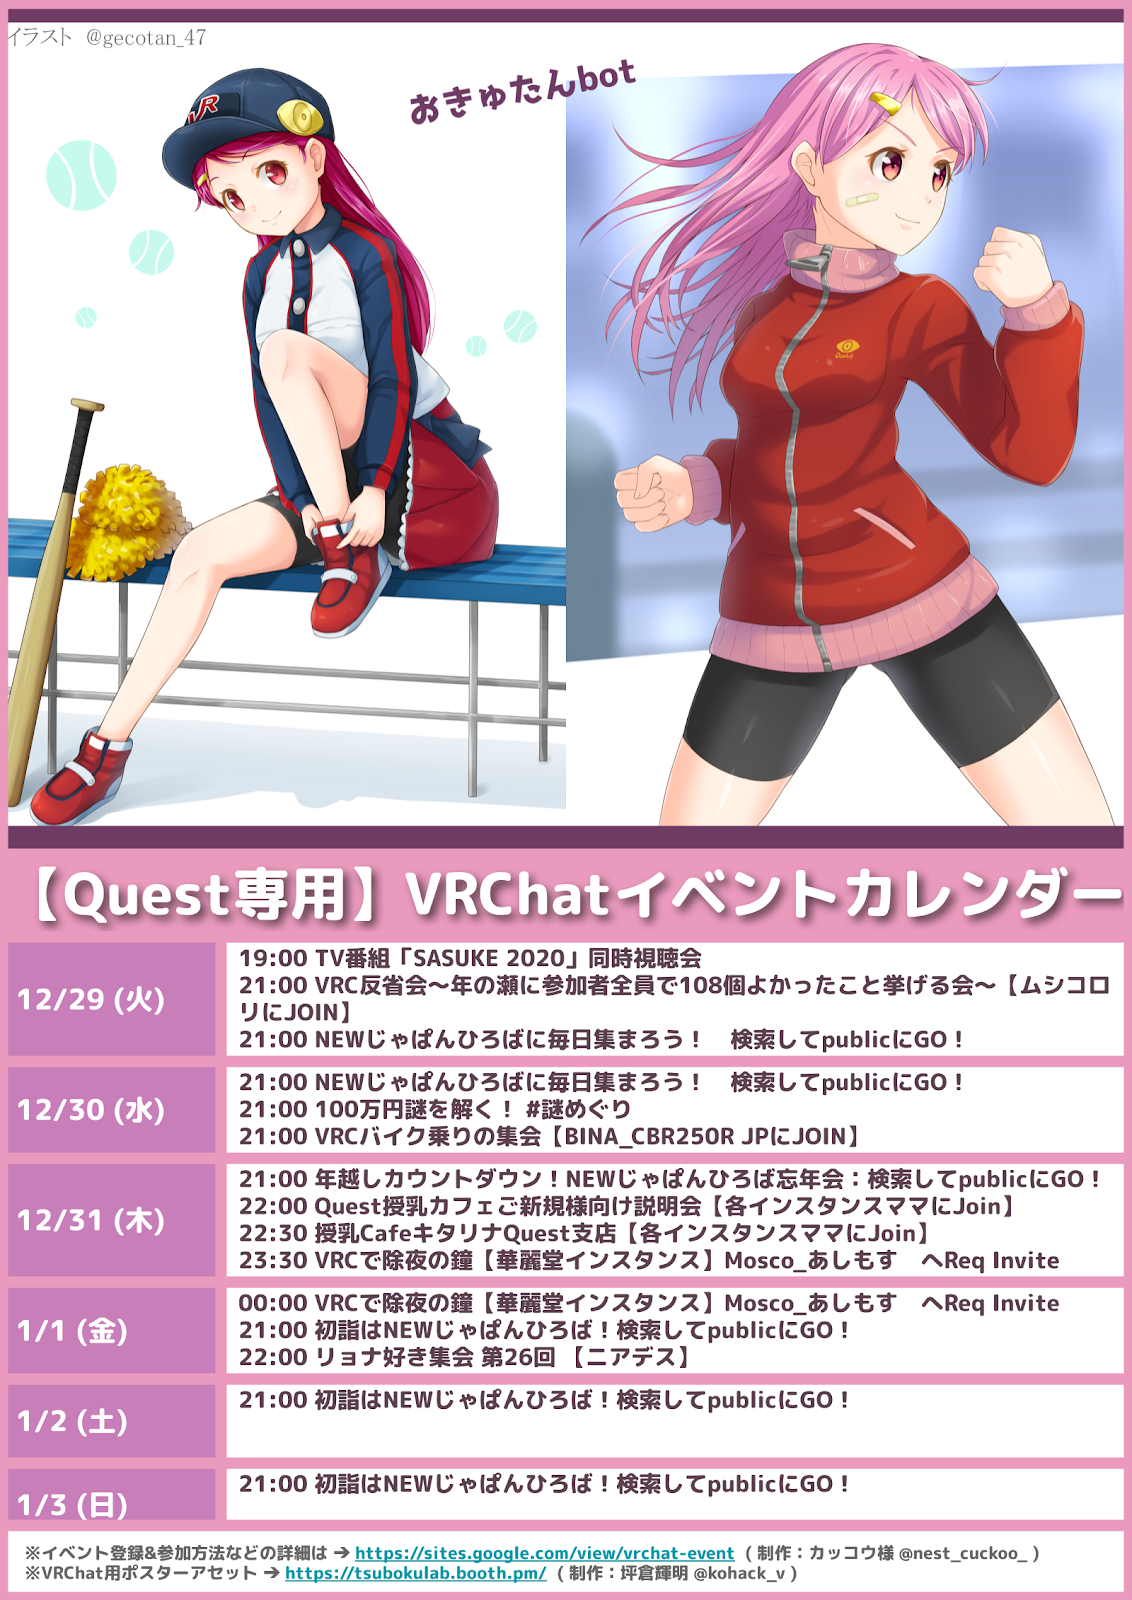 イラスト @gecotan_47
おきゅたんbot
VR
Quest
【Quest専用】VRChatイベントカレンダー
12/29 (火)
19:00 TV番組「SASUKE 2020」同時視聴会
21:00 VRC反省会～年の瀬に参加者全員で108個よかったこと挙げる会～【ムシコロ
リにJOIN】
21:00 NEWじゃぱんひろばに毎日集まろう！　検索してpublicにGO！
12/30 (水)
21:00 NEWじゃぱんひろばに毎日集まろう！　検索してpublicにGO！
21:00 100万円謎を解く！ #謎めぐり
21:00 VRCバイク乗りの集会【BINA_CBR250R JPにJOIN】
12/31 (木)
21:00 年越しカウントダウン！NEWじゃぱんひろば忘年会：検索してpublicにGO！
22:00 Quest授乳カフェご新規様向け説明会【各インスタンスママにJoin】
22:30 授乳CafeキタリナQuest支店【各インスタンスママにJoin】
23:30 VRCで除夜の鐘【華麗堂インスタンス】Mosco_あしもす　へReq Invite
1/1 (金)
00:00 VRCで除夜の鐘【華麗堂インスタンス】Mosco_あしもす　へReq Invite
21:00 初詣はNEWじゃぱんひろば！検索してpublicにGO！
22:00 リョナ好き集会 第26回 【ニアデス】
1/2 (土)
21:00 初詣はNEWじゃぱんひろば！検索してpublicにGO！
1/3 (日)
21:00 初詣はNEWじゃぱんひろば！検索してpublicにGO！
※イベント登録&参加方法などの詳細は ➔ https://sites.google.com/view/vrchat-event ( 制作：カッコウ様 @nest_cuckoo_ )
※VRChat用ポスターアセット ➔ https://tsubokulab.booth.pm/ ( 制作：坪倉輝明 @kohack_v )